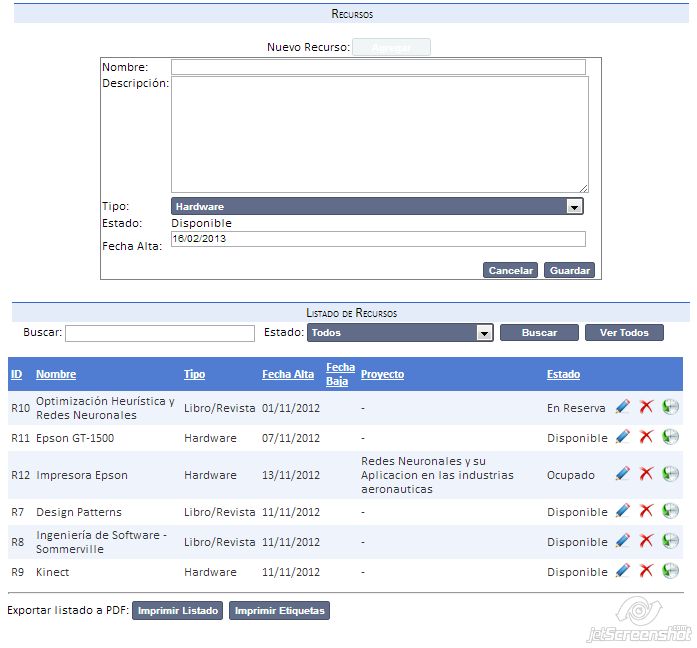 Recursos
Nuevo Recurso: Agregar
Nombre:
Descripción:
Tipo: Hardware
Estado: Disponible
Fecha Alta: 16/02/2013
Cancelar Guardar
Listado de Recursos
Buscar: Estado: Todos Buscar Ver Todos
ID Nombre Tipo Fecha Alta Fecha Baja Proyecto Estado
R10 Optimización Heurística y Redes Neuronales Libro/Revista 01/11/2012 - En Reserva
R11 Epson GT-1500 Hardware 07/11/2012 - Disponible
R12 Impresora Epson Hardware 13/11/2012 Redes Neuronales y su Aplicacion en las industrias aeronauticas Ocupado
R7 Design Patterns Libro/Revista 11/11/2012 - Disponible
R8 Ingeniería de Software - Sommerville Libro/Revista 11/11/2012 - Disponible
R9 Kinect Hardware 11/11/2012 - Disponible
Exportar listado a PDF: Imprimir Listado Imprimir Etiquetas
jetScreenshot.com